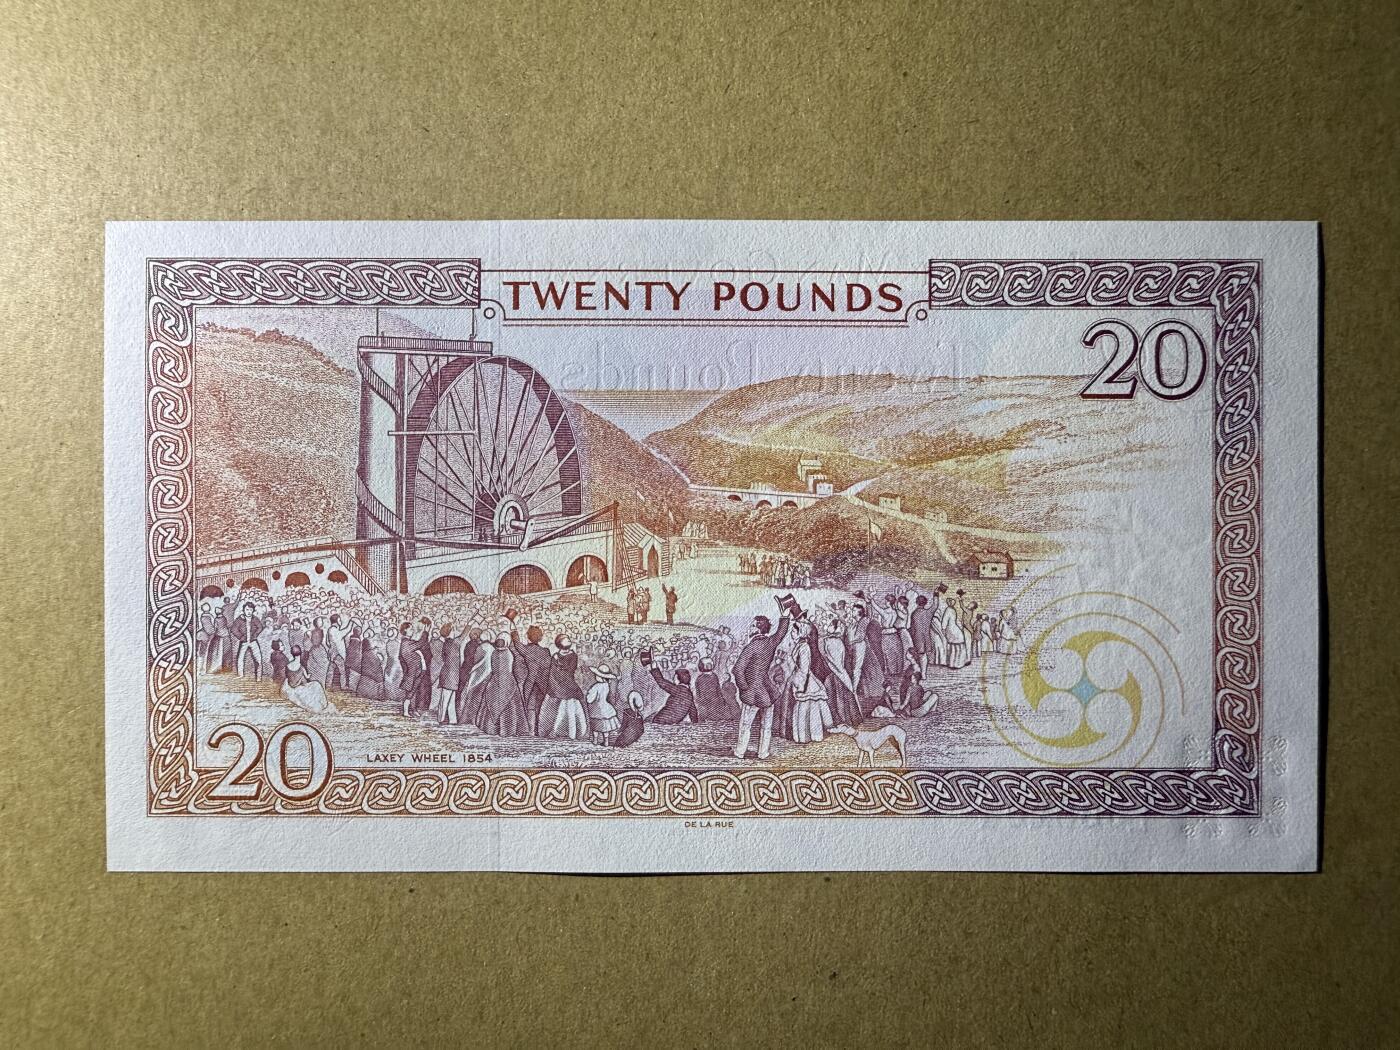 TWENTY POUNDS
20
20
LAXEY WHEEL 1854
DE LA RUE